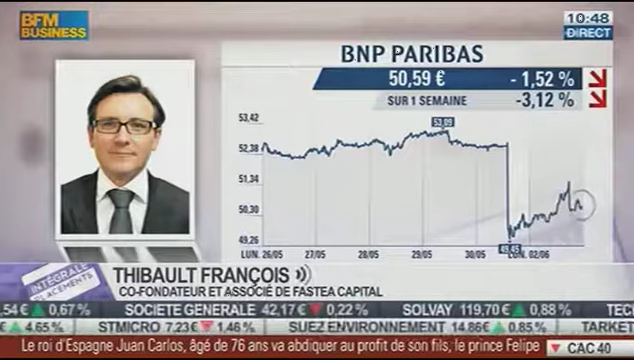 BFM
BUSINESS
10:48
DIRECT
BNP PARIBAS
50,59 € - 1,52 %
SUR 1 SEMAINE -3,12 %
53,42
52,38
51,34
50,30
49,26
53,09
49,45
LUN. 26/05 27/05 28/05 29/05 30/05 LUN. 02/06
INTÉGRALE
PLACEMENTS
THIBAULT FRANÇOIS
CO-FONDATEUR ET ASSOCIÉ DE FASTEA CAPITAL
,54 € 0,67 % SOCIETE GENERALE 42,17 € 0,22 % SOLVAY 119,70 € 0,88 % TECH
€ 4,65 % ST MICRO 7,23 € 1,46 % SUEZ ENVIRONNEMENT 14,86 € 0,85 % TARKETT
Le roi d'Espagne Juan Carlos, âgé de 76 ans va abdiquer au profit de son fils, le prince Felipe
CAC 40